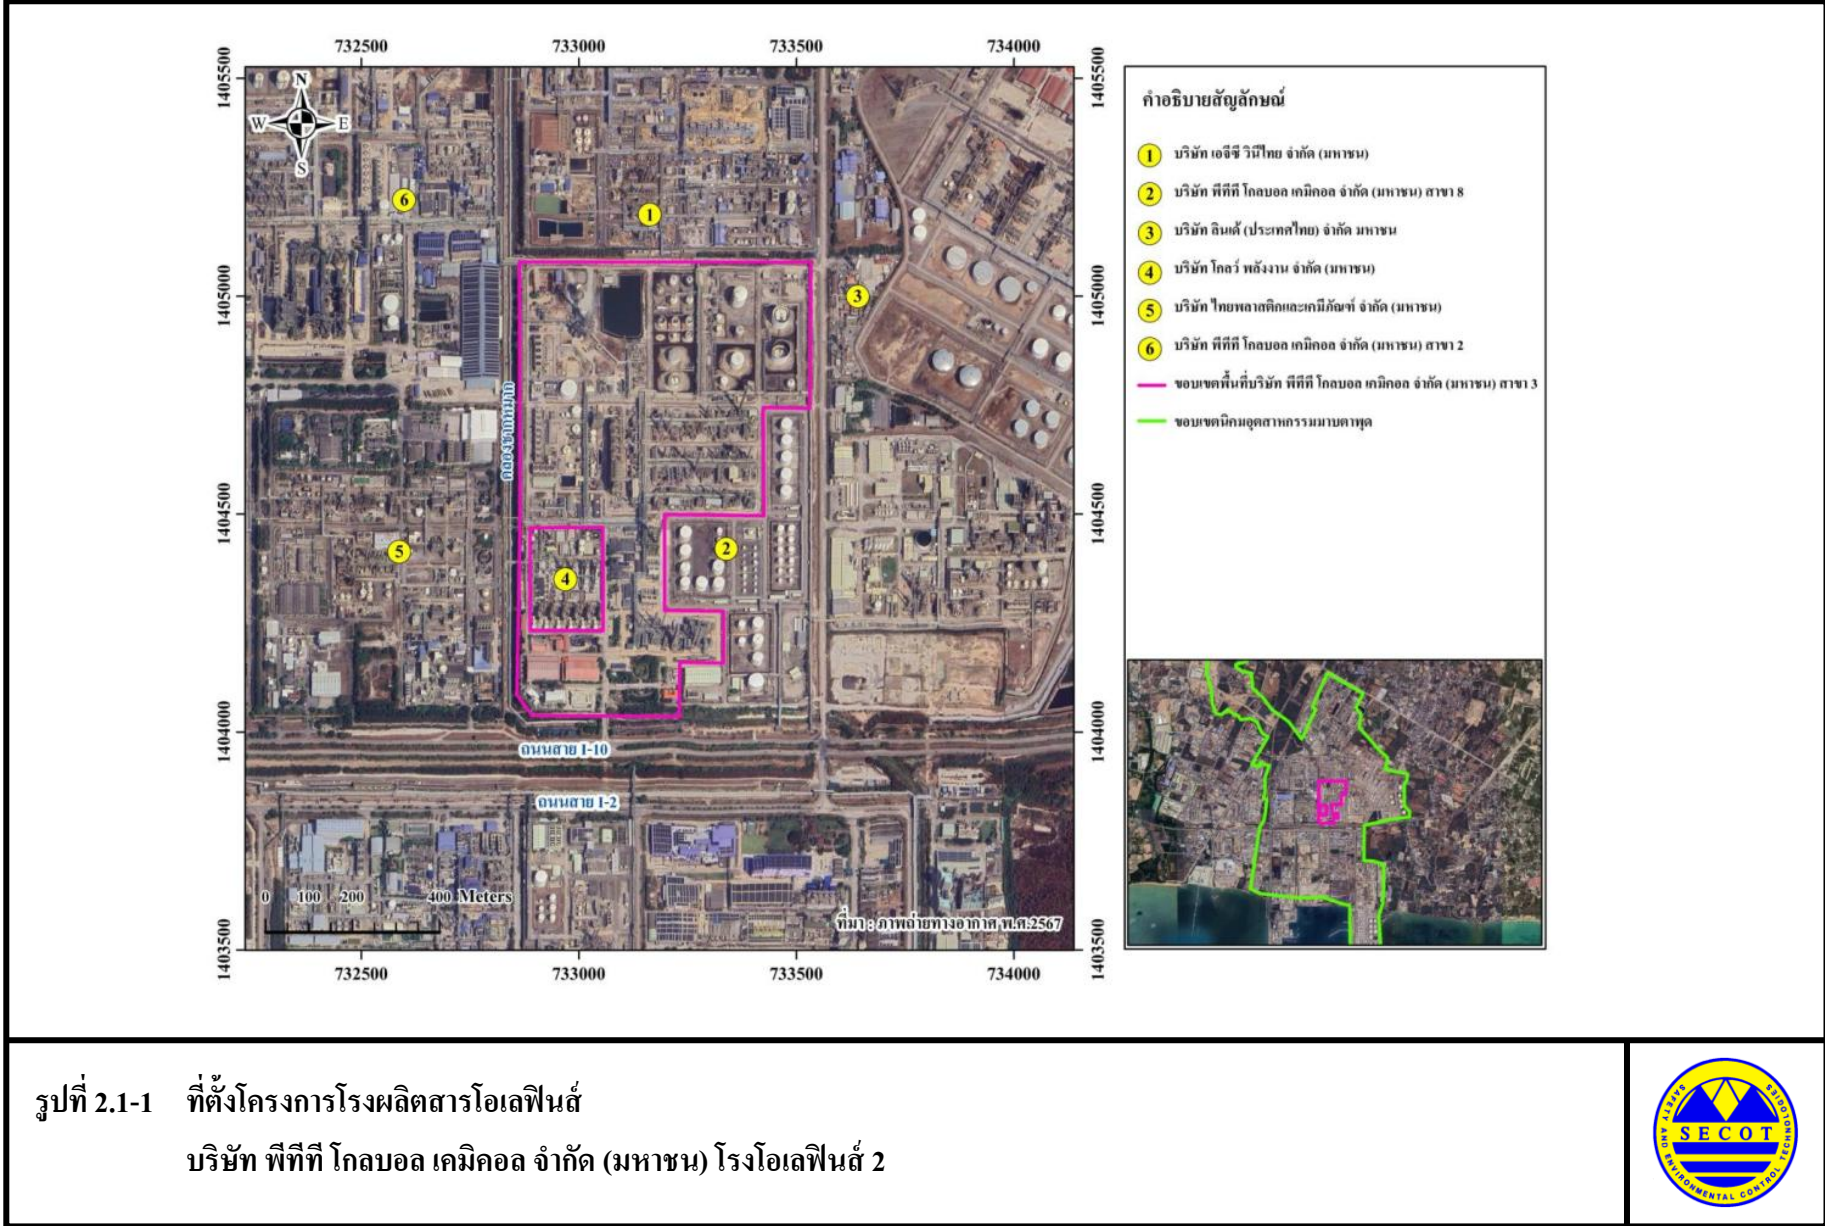 732500 733000 733500 734000
1405500 1405500
N
W E
S
6
1
1405000 3 1405000
คลองชากหมาก
1404500 1404500
5 2
4
1404000 1404000
ถนนสาย I-10
ถนนสาย I-2
0 100 200 400 Meters
ที่มา : ภาพถ่ายทางอากาศ พ.ศ.2567
1403500 1403500
732500 733000 733500 734000
คำอธิบายสัญลักษณ์
1 บริษัท เอจีซี วินีไทย จำกัด (มหาชน)
2 บริษัท พีทีที โกลบอล เคมิคอล จำกัด (มหาชน) สาขา 8
3 บริษัท ลินเด้ (ประเทศไทย) จำกัด มหาชน
4 บริษัท โกลว์ พลังงาน จำกัด (มหาชน)
5 บริษัท ไทยพลาสติกและเคมีภัณฑ์ จำกัด (มหาชน)
6 บริษัท พีทีที โกลบอล เคมิคอล จำกัด (มหาชน) สาขา 2
ขอบเขตพื้นที่บริษัท พีทีที โกลบอล เคมิคอล จำกัด (มหาชน) สาขา 3
ขอบเขตนิคมอุตสาหกรรมมาบตาพุด
รูปที่ 2.1-1 ที่ตั้งโครงการโรงผลิตสารโอเลฟินส์
บริษัท พีทีที โกลบอล เคมิคอล จำกัด (มหาชน) โรงโอเลฟินส์ 2
SECOT
SAFETY AND ENVIRONMENTAL CONTROL TECHNOLOGIES